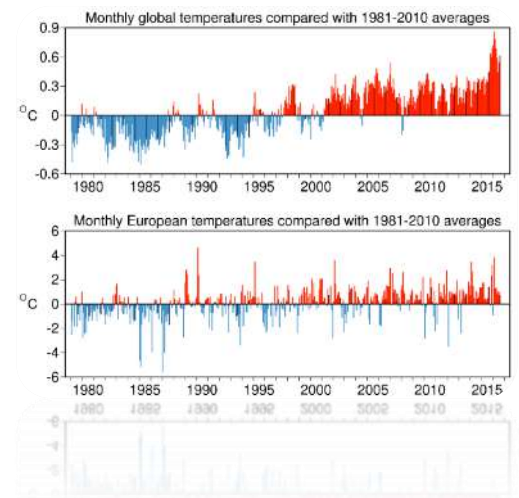 Monthly global temperatures compared with 1981-2010 averages
0.9
0.6
0.3
°C 0
-0.3
-0.6
1980 1985 1990 1995 2000 2005 2010 2015
Monthly European temperatures compared with 1981-2010 averages
6
4
2
°C 0
-2
-4
-6
1980 1985 1990 1995 2000 2005 2010 2015